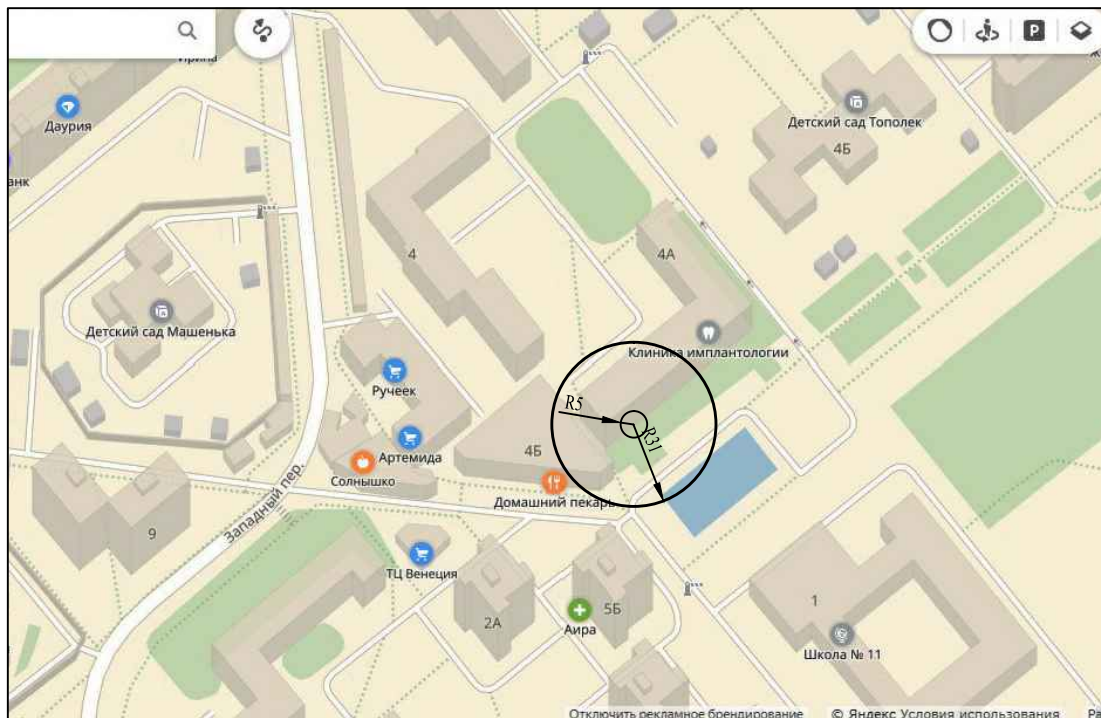 Ирина
Даурия
анк
Детский сад Тополек
4Б
4
4А
Детский сад Машенька
Клиника имплантологии
Ручеек
R5
R31
Артемида
4Б
Солнышко
Домашний пекарь
Западный пер.
9
ТЦ Венеция
2А
Аира
5Б
1
Школа № 11
Отключить рекламное брендирование
© Яндекс Условия использования
Ра
P